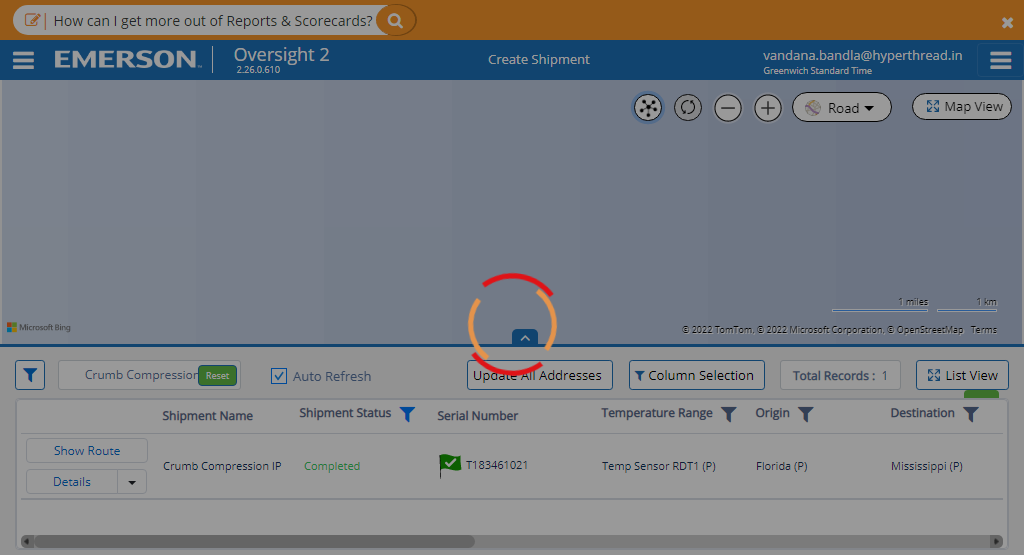 How can I get more out of Reports & Scorecards?
EMERSON
Oversight 2
2.26.0.610
Create Shipment
vandana.bandla@hyperthread.in
Greenwich Standard Time
Road
Map View
1 miles
1 km
Microsoft Bing
© 2022 TomTom, © 2022 Microsoft Corporation, © OpenStreetMap Terms
Crumb Compression
Reset
Auto Refresh
Update All Addresses
Column Selection
Total Records : 1
List View
Shipment Name
Shipment Status
Serial Number
Temperature Range
Origin
Destination
Show Route
Details
Crumb Compression IP
Completed
T183461021
Temp Sensor RDT1 (P)
Florida (P)
Mississippi (P)